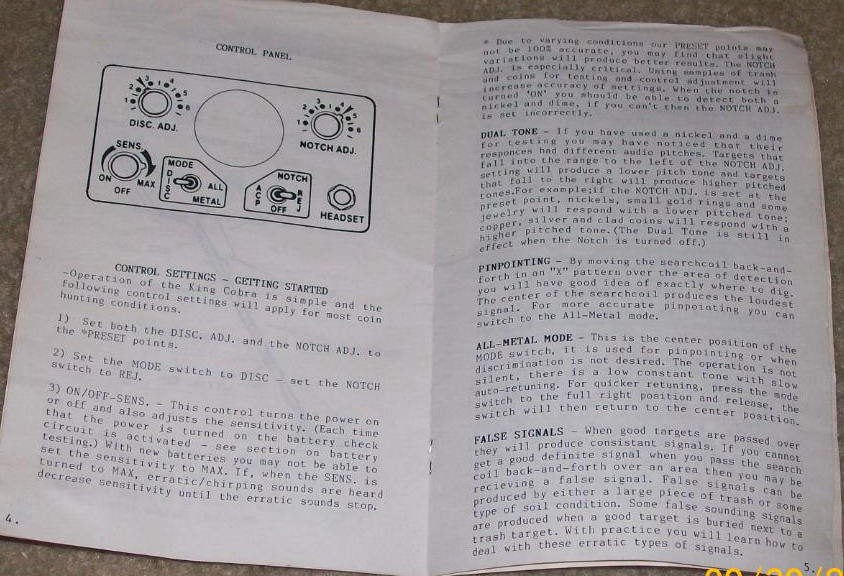 CONTROL PANEL
1 2 3 4 5 6
DISC. ADJ.
1 2 3 4 5 6
NOTCH ADJ.
SENS.
ON
OFF
MAX
MODE
DISC
ALL
METAL
NOTCH
ACP
OFF
REJ
HEADSET
CONTROL SETTINGS - GETTING STARTED
-Operation of the King Cobra is simple and the
following control settings will apply for most coin
hunting conditions.
1) Set both the DISC. ADJ. and the NOTCH ADJ. to
the *PRESET points.
2) Set the MODE switch to DISC - set the NOTCH
switch to REJ.
3) ON/OFF-SENS. - This control turns the power on
or off and also adjusts the sensitivity. (Each time
that the power is turned on the battery check
circuit is activated - see section on battery
testing.) With new batteries you may not be able to
set the sensitivity to MAX. If, when the SENS. is
turned to MAX, erratic/chirping sounds are heard
decrease sensitivity until the erratic sounds stop.
4.
* Due to varying conditions our PRESET points may
not be 100% accurate, you may find that slight
variations will produce better results. The NOTCH
ADJ. is especially critical. Using samples of trash
and coins for testing and control adjustment will
increase accuracy of settings. When the notch is
turned 'ON' you should be able to detect both a
nickel and dime, if you can't then the NOTCH ADJ.
is set incorrectly.
DUAL TONE - If you have used a nickel and a dime
for testing you may have noticed that their
responces had different audio pitches. Targets that
fall into the range to the left of the NOTCH ADJ.
setting will produce a lower pitch tone and targets
that fall to the right will produce higher pitched
tones.For example;if the NOTCH ADJ. is set at the
preset point, nickels, small gold rings and some
jewelry will respond with a lower pitched tone;
copper, silver and clad coins will respond with a
higher pitched tone.(The Dual Tone is still in
effect when the Notch is turned off.)
PINPOINTING - By moving the searchcoil back-and-
forth in an "X" pattern over the area of detection
you will have good idea of exactly where to dig.
The center of the searchcoil produces the loudest
signal. For more accurate pinpointing you can
switch to the All-Metal mode.
ALL-METAL MODE - This is the center position of the
MODE switch, it is used for pinpointing or when
discrimination is not desired. The operation is not
silent, there is a low constant tone with slow
auto-retuning. For quicker retuning, press the mode
switch to the full right position and release, the
switch will then return to the center position.
FALSE SIGNALS - When good targets are passed over
they will produce consistant signals. If you cannot
get a good definite signal when you pass the search
coil back-and-forth over an area then you may be
recieving a false signal. False signals can be
produced by either a large piece of trash or some
type of soil condition. Some false sounding signals
are produced when a good target is buried next to a
trash target. With practice you will learn how to
deal with these erratic types of signals.
5.